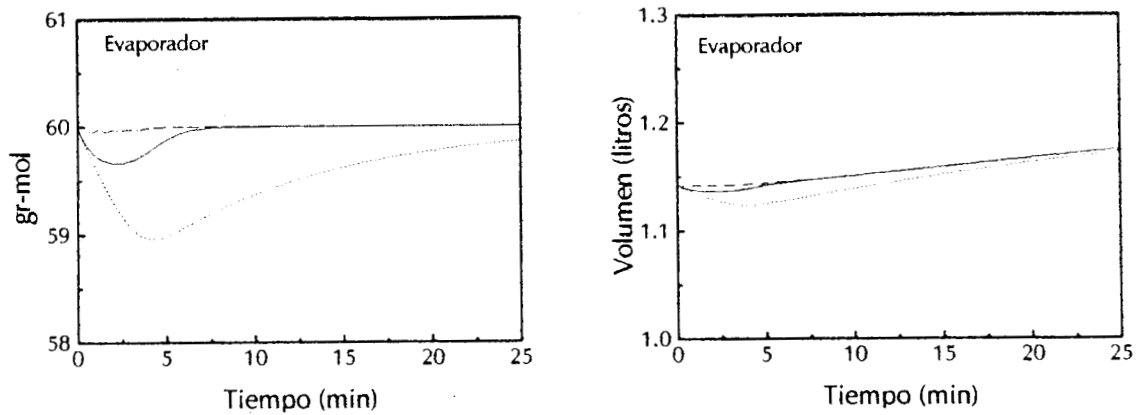 61
Evaporador
60
59
58
gr-mol
0 5 10 15 20 25
Tiempo (min)
1.3
Evaporador
1.2
1.1
1.0
Volumen (litros)
0 5 10 15 20 25
Tiempo (min)